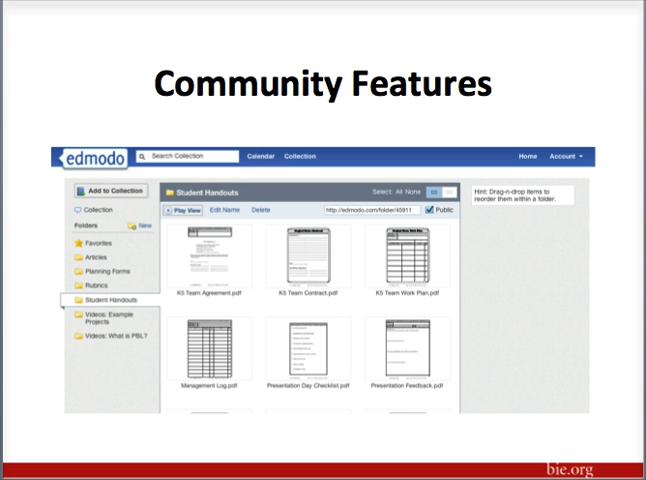 Community Features
edmodo
Search Collection
Calendar
Collection
Home
Account
Add to Collection
Student Handouts
Select: All None
Hint: Drag-n-drop items to
reorder them within a folder.
Collection
Play View
Edit Name
Delete
http://edmodo.com/folder/45911
Public
Folders
New
Favorites
Articles
Planning Forms
Rubrics
Student Handouts
Videos: Example
Projects
Videos: What is PBL?
K5 Team Agreement.pdf
K5 Team Contract.pdf
K5 Team Work Plan.pdf
Management Log.pdf
Presentation Day Checklist.pdf
Presentation Feedback.pdf
bie.org